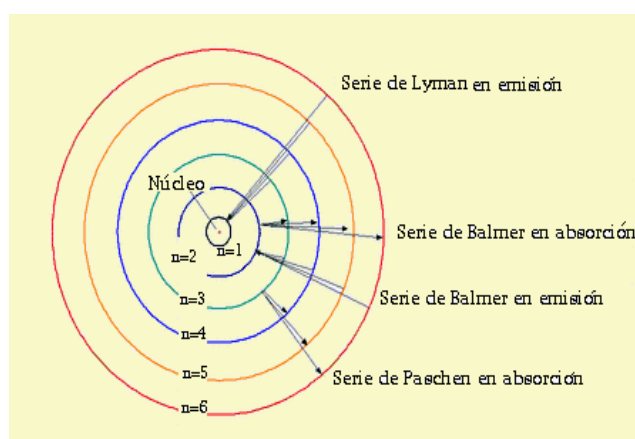 Serie de Lyman en emisión
Núcleo
Serie de Balmer en absorción
n=1
n=2
Serie de Balmer en emisión
n=3
n=4
Serie de Paschen en absorción
n=5
n=6